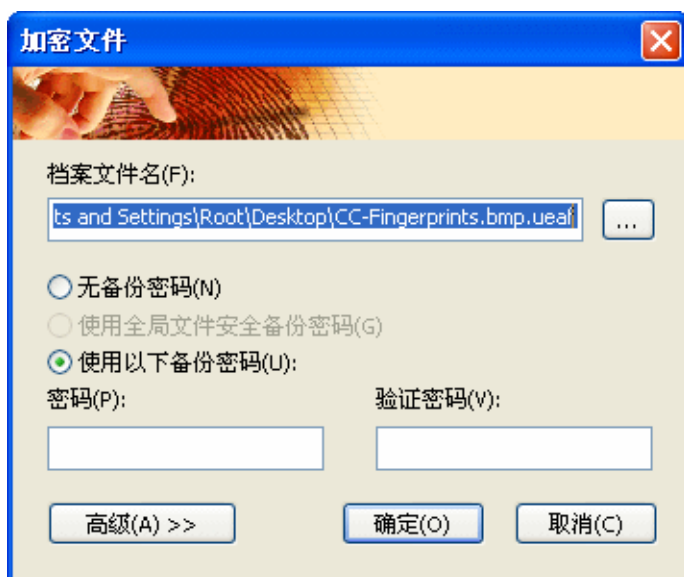 加密文件
档案文件名(F):
ts and Settings\Root\Desktop\CC-Fingerprints.bmp.ueaf
...
无备份密码(N)
使用全局文件安全备份密码(G)
使用以下备份密码(U):
密码(P): 验证密码(V):
高级(A) >> 确定(O) 取消(C)